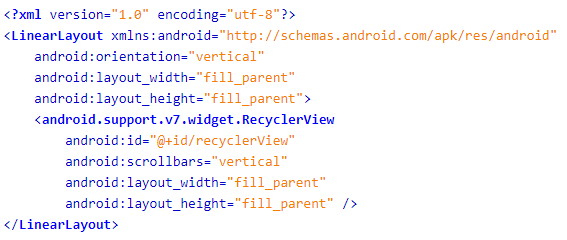 <?xml version="1.0" encoding="utf-8"?>
<LinearLayout xmlns:android="http://schemas.android.com/apk/res/android"
    android:orientation="vertical"
    android:layout_width="fill_parent"
    android:layout_height="fill_parent">
    <android.support.v7.widget.RecyclerView
        android:id="@+id/recyclerView"
        android:scrollbars="vertical"
        android:layout_width="fill_parent"
        android:layout_height="fill_parent" />
</LinearLayout>